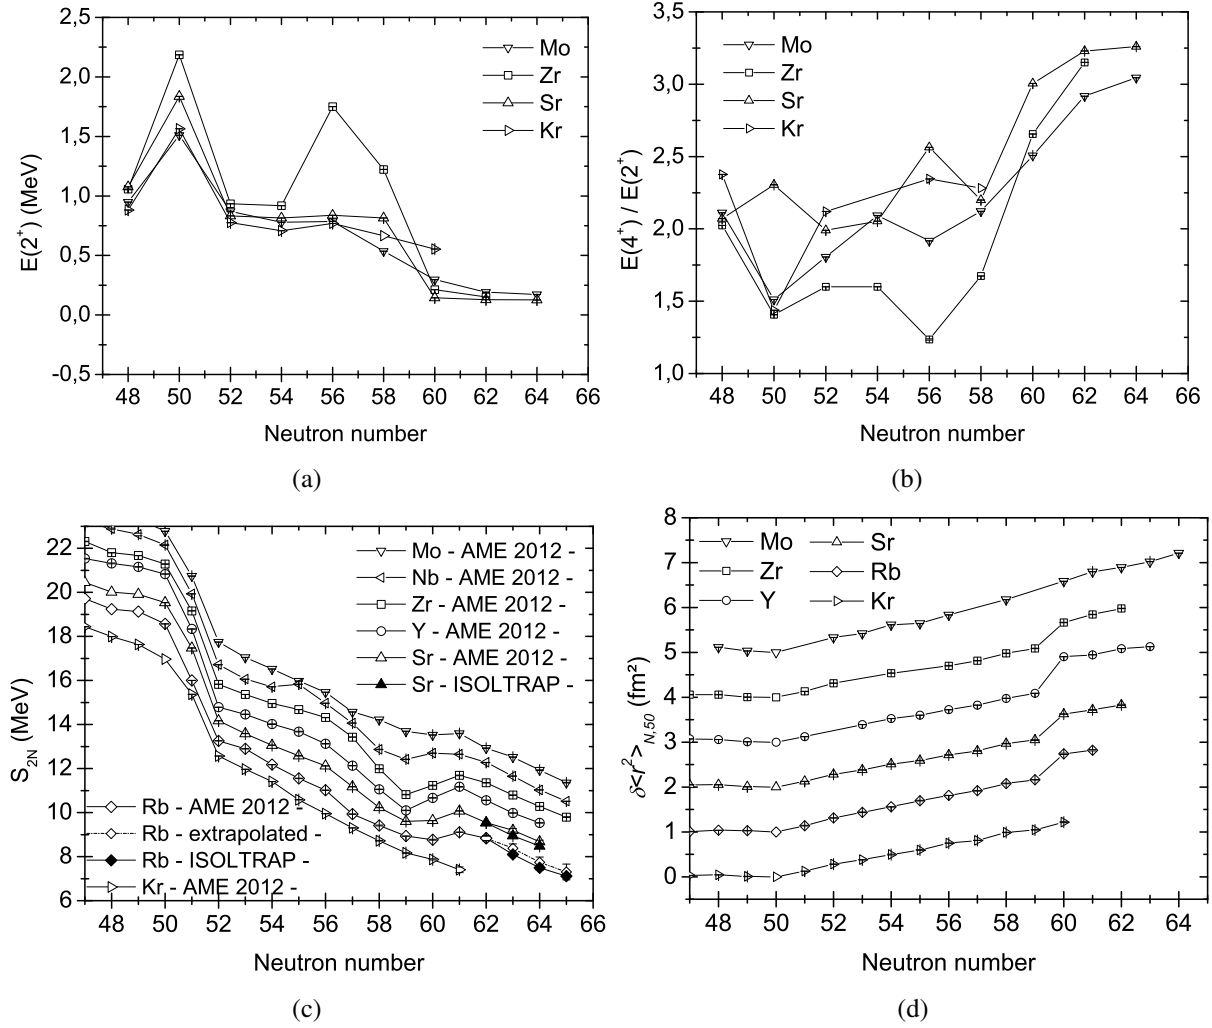 2,5
2,0
1,5
1,0
0,5
0,0
-0,5
E(2⁺) (MeV)
Mo
Zr
Sr
Kr
48 50 52 54 56 58 60 62 64 66
Neutron number
(a)
3,5
3,0
2,5
2,0
1,5
1,0
E(4⁺) / E(2⁺)
Mo
Zr
Sr
Kr
48 50 52 54 56 58 60 62 64 66
Neutron number
(b)
22
20
18
16
14
12
10
8
6
S₂N (MeV)
Mo - AME 2012 -
Nb - AME 2012 -
Zr - AME 2012 -
Y - AME 2012 -
Sr - AME 2012 -
Sr - ISOLTRAP -
Rb - AME 2012 -
Rb - extrapolated -
Rb - ISOLTRAP -
Kr - AME 2012 -
48 50 52 54 56 58 60 62 64 66
Neutron number
(c)
8
7
6
5
4
3
2
1
0
δ<r²>N,50 (fm²)
Mo
Zr
Y
Sr
Rb
Kr
48 50 52 54 56 58 60 62 64
Neutron number
(d)